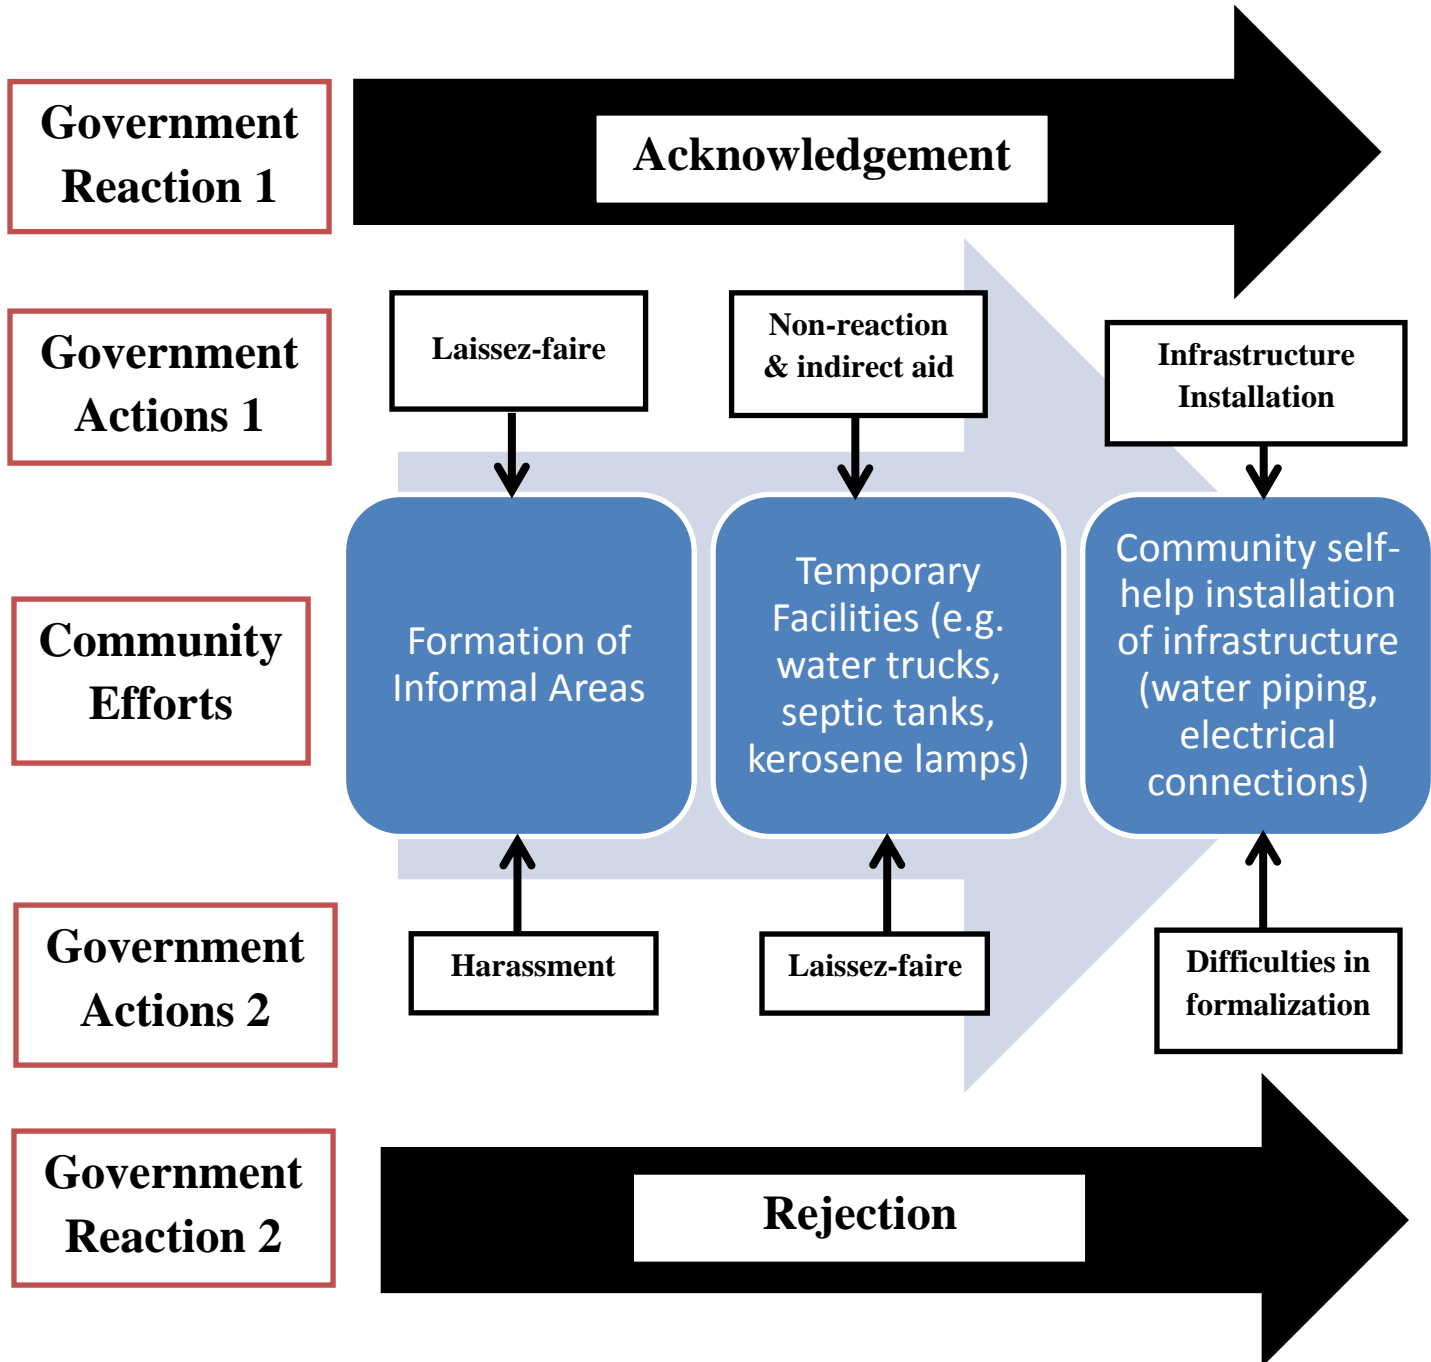 Government
Reaction 1
Acknowledgement
Government
Actions 1
Laissez-faire
Non-reaction
& indirect aid
Infrastructure
Installation
Community
Efforts
Formation of
Informal Areas
Temporary
Facilities (e.g.
water trucks,
septic tanks,
kerosene lamps)
Community self-
help installation
of infrastructure
(water piping,
electrical
connections)
Government
Actions 2
Harassment
Laissez-faire
Difficulties in
formalization
Government
Reaction 2
Rejection